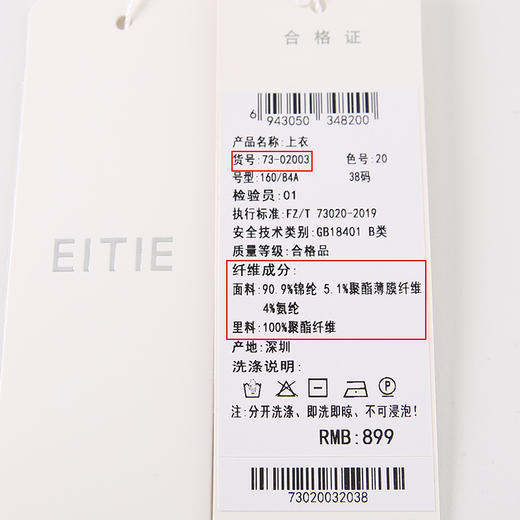 EITIE
合格证
6 943050 348200
产品名称:上衣
货号:73-02003 色号:20
号型:160/84A 38码
检验员:01
执行标准:FZ/T 73020-2019
安全技术类别:GB18401 B类
质量等级:合格品
纤维成分:
面料:90.9%锦纶 5.1%聚酯薄膜纤维
4%氨纶
里料:100%聚酯纤维
产地:深圳
洗涤说明:
P
注:分开洗涤、即洗即晾、不可浸泡!
RMB:899
73020032038